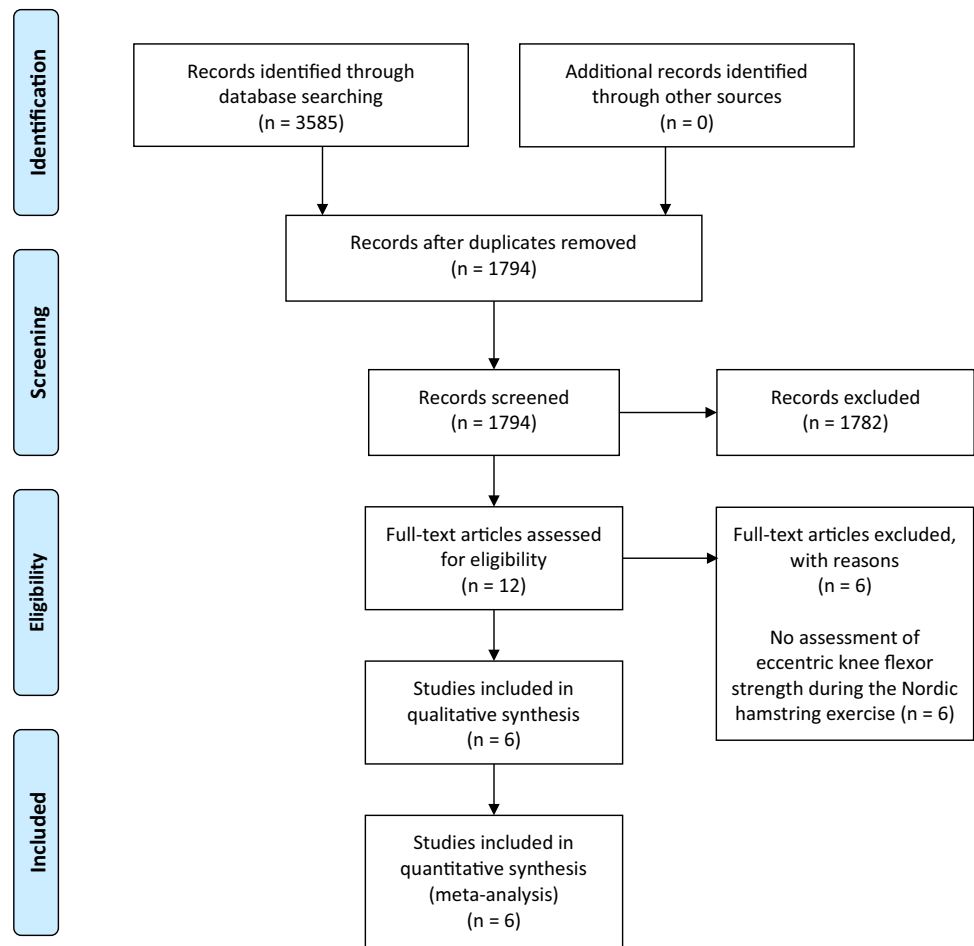 Identification
Records identified through
database searching
(n = 3585)
Additional records identified
through other sources
(n = 0)
Records after duplicates removed
(n = 1794)
Screening
Records screened
(n = 1794)
Records excluded
(n = 1782)
Eligibility
Full-text articles assessed
for eligibility
(n = 12)
Full-text articles excluded,
with reasons
(n = 6)
No assessment of
eccentric knee flexor
strength during the Nordic
hamstring exercise (n = 6)
Studies included in
qualitative synthesis
(n = 6)
Included
Studies included in
quantitative synthesis
(meta-analysis)
(n = 6)